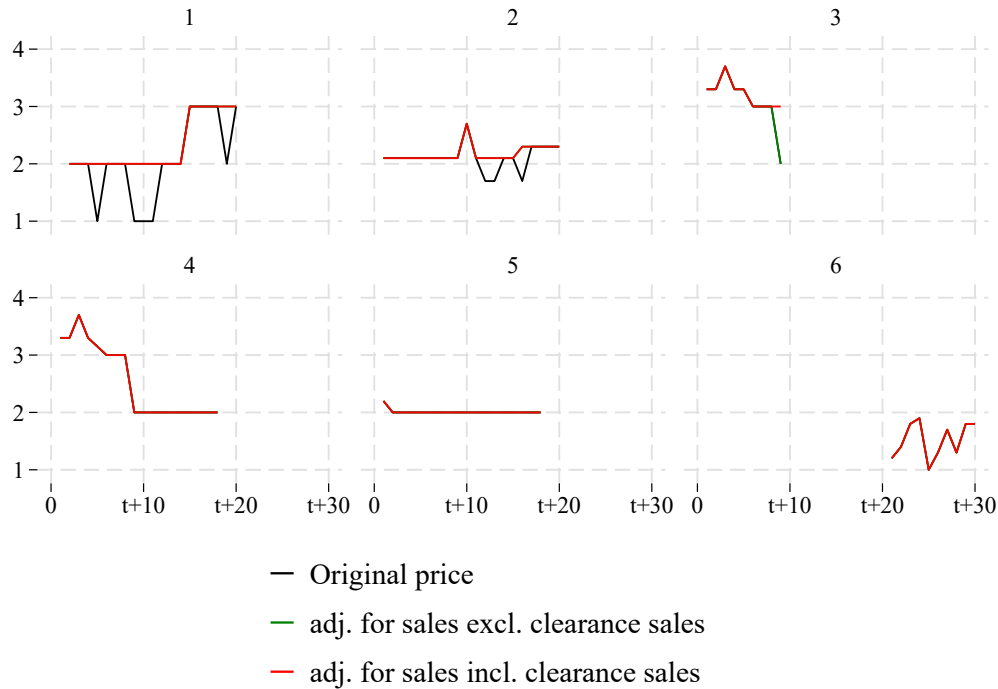 1 2 3
4
3
2
1
4 5 6
4
3
2
1
0 t+10 t+20 t+30 0 t+10 t+20 t+30 0 t+10 t+20 t+30
Original price
adj. for sales excl. clearance sales
adj. for sales incl. clearance sales